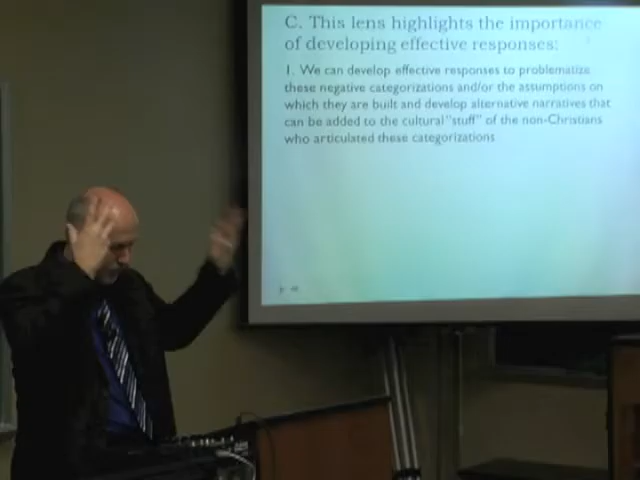 C. This lens highlights the importance
of developing effective responses:
1. We can develop effective responses to problematize
these negative categorizations and/or the assumptions on
which they are built and develop alternative narratives that
can be added to the cultural "stuff" of the non-Christians
who articulated these categorizations